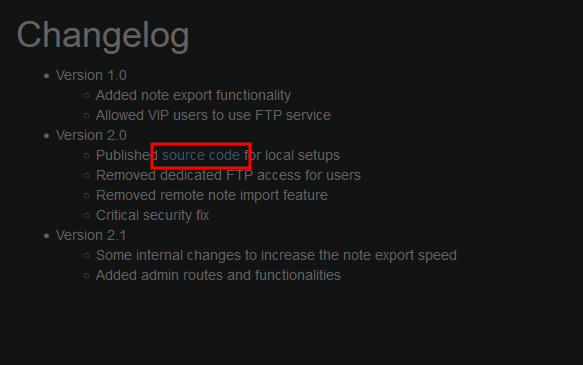 Changelog
Version 1.0
Added note export functionality
Allowed VIP users to use FTP service
Version 2.0
Published source code for local setups
Removed dedicated FTP access for users
Removed remote note import feature
Critical security fix
Version 2.1
Some internal changes to increase the note export speed
Added admin routes and functionalities